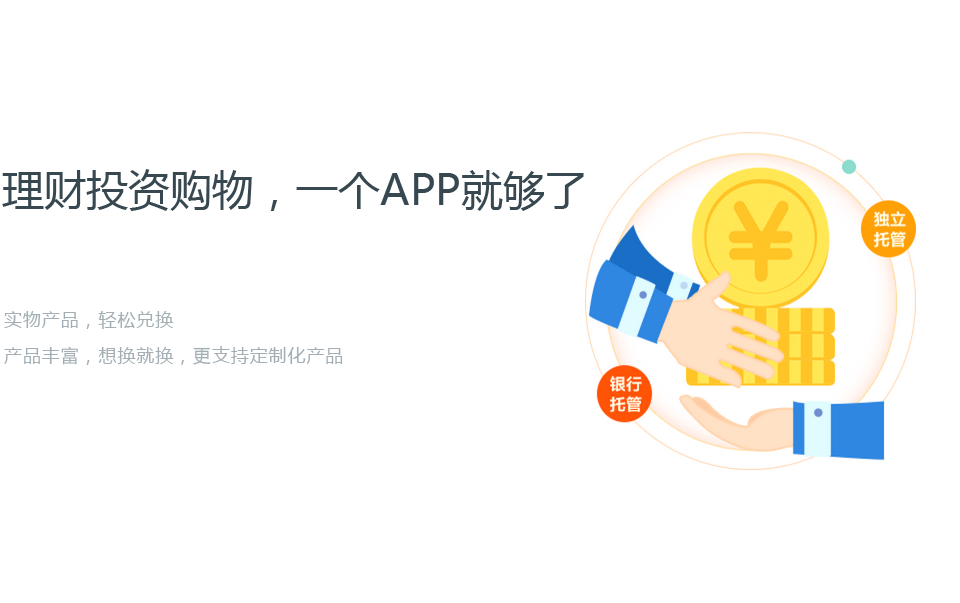 理财投资购物，一个APP就够了
实物产品，轻松兑换
产品丰富，想换就换，更支持定制化产品
¥
独立
托管
银行
托管